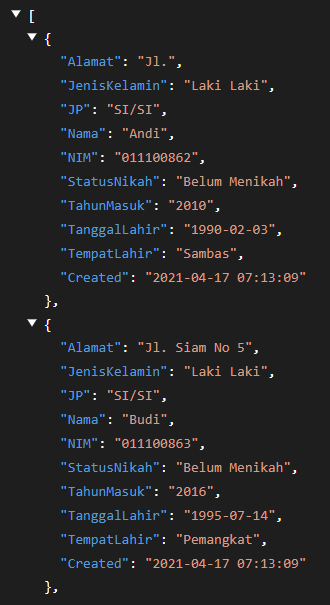 [
{
"Alamat": "Jl.",
"JenisKelamin": "Laki Laki",
"JP": "SI/SI",
"Nama": "Andi",
"NIM": "011100862",
"StatusNikah": "Belum Menikah",
"TahunMasuk": "2010",
"TanggalLahir": "1990-02-03",
"TempatLahir": "Sambas",
"Created": "2021-04-17 07:13:09"
},
{
"Alamat": "Jl. Siam No 5",
"JenisKelamin": "Laki Laki",
"JP": "SI/SI",
"Nama": "Budi",
"NIM": "011100863",
"StatusNikah": "Belum Menikah",
"TahunMasuk": "2016",
"TanggalLahir": "1995-07-14",
"TempatLahir": "Pemangkat",
"Created": "2021-04-17 07:13:09"
},